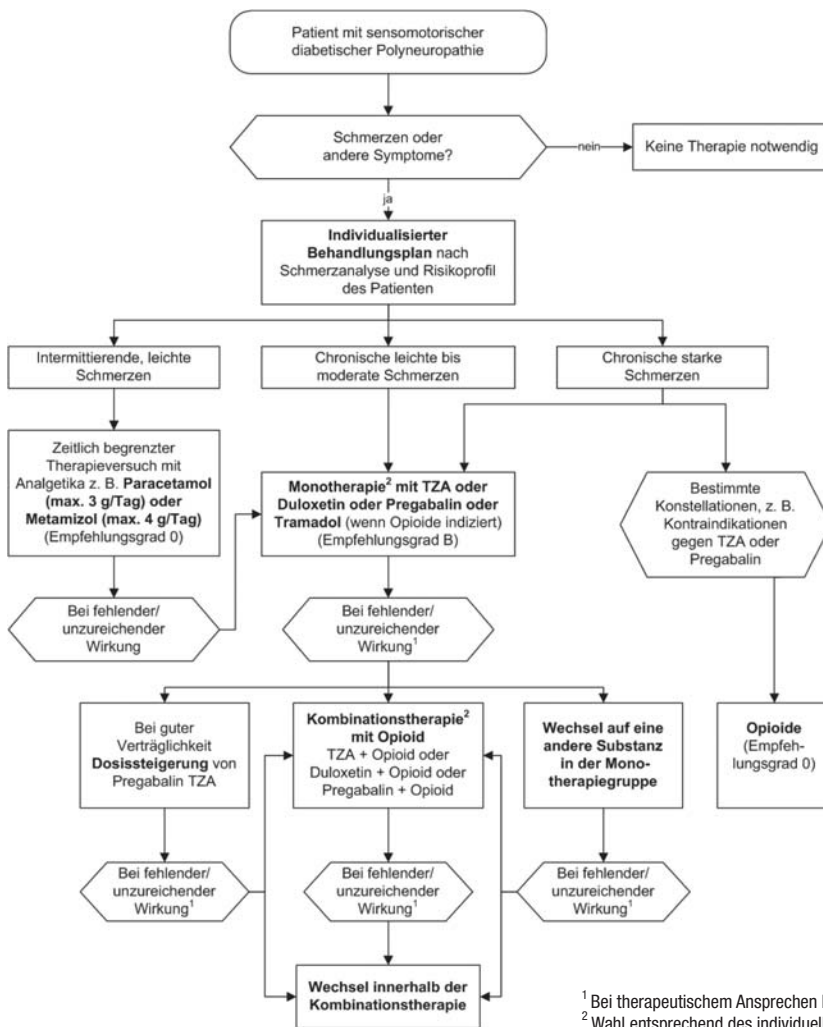 Patient mit sensomotorischer
diabetischer Polyneuropathie
Schmerzen oder
andere Symptome?
nein
Keine Therapie notwendig
ja
Individualisierter
Behandlungsplan nach
Schmerzanalyse und Risikoprofil
des Patienten
Intermittierende, leichte
Schmerzen
Chronische leichte bis
moderate Schmerzen
Chronische starke
Schmerzen
Zeitlich begrenzter
Therapieversuch mit
Analgetika z. B. Paracetamol
(max. 3 g/Tag) oder
Metamizol (max. 4 g/Tag)
(Empfehlungsgrad 0)
Monotherapie² mit TZA oder
Duloxetin oder Pregabalin oder
Tramadol (wenn Opioide indiziert)
(Empfehlungsgrad B)
Bestimmte
Konstellationen, z. B.
Kontraindikationen
gegen TZA oder
Pregabalin
Bei fehlender/
unzureichender
Wirkung
Bei fehlender/
unzureichender
Wirkung¹
Bei guter
Verträglichkeit
Dosissteigerung von
Pregabalin TZA
Kombinationstherapie²
mit Opioid
TZA + Opioid oder
Duloxetin + Opioid oder
Pregabalin + Opioid
Wechsel auf eine
andere Substanz
in der Mono-
therapiegruppe
Opioide
(Empfeh-
lungsgrad 0)
Bei fehlender/
unzureichender
Wirkung¹
Bei fehlender/
unzureichender
Wirkung¹
Bei fehlender/
unzureichender
Wirkung¹
Wechsel innerhalb der
Kombinationstherapie
¹ Bei therapeutischem Ansprechen
² Wahl entsprechend des